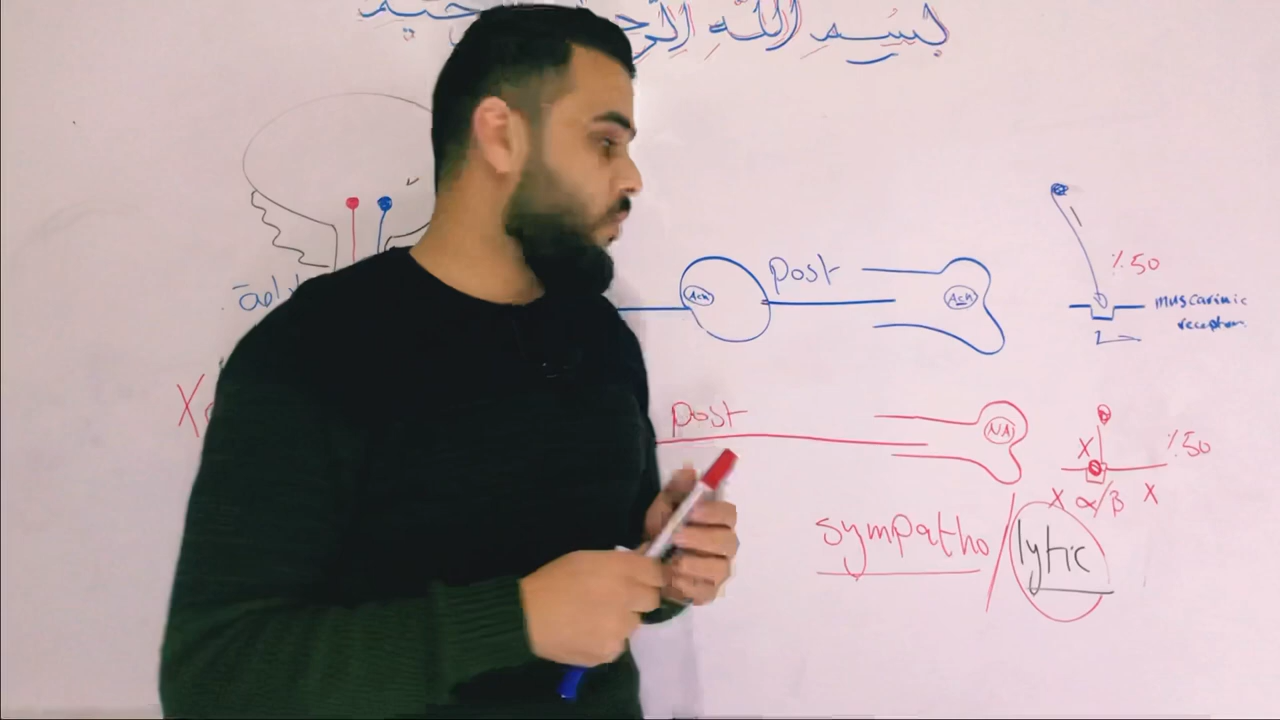 بسم الله الرحيم
post
Ach
Ach
%50
muscarinic
receptor
post
NA
%50
X
X α/β X
sympatho/lytic